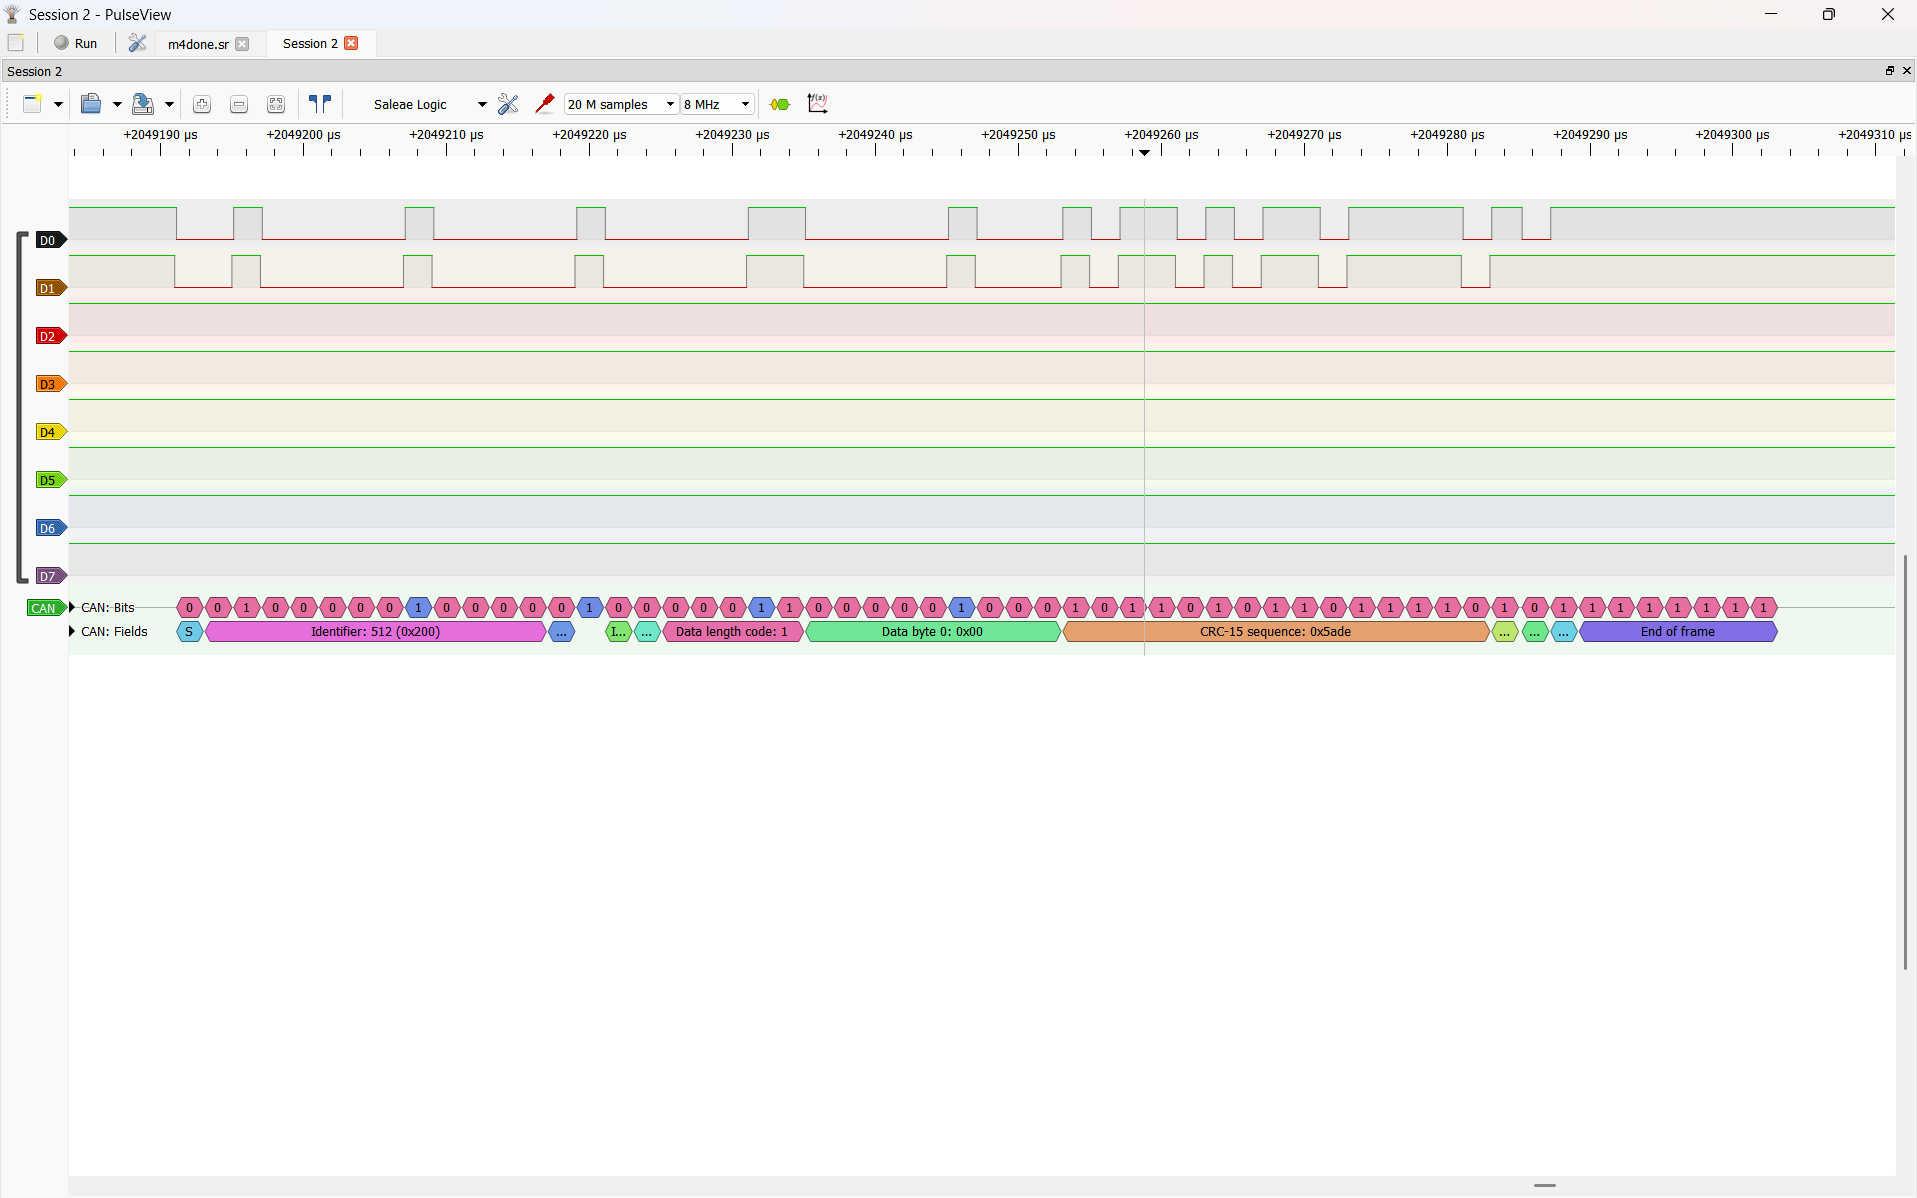 Session 2 - PulseView
Run
m4done.sr
Session 2
Session 2
Saleae Logic
20 M samples
8 MHz
f(x)
+2049190 µs +2049200 µs +2049210 µs +2049220 µs +2049230 µs +2049240 µs +2049250 µs +2049260 µs +2049270 µs +2049280 µs +2049290 µs +2049300 µs +2049310 µs
D0
D1
D2
D3
D4
D5
D6
D7
CAN CAN: Bits 0 0 1 0 0 0 0 0 1 0 0 0 0 0 1 0 0 0 0 0 1 1 0 0 0 0 0 1 0 0 0 1 0 1 1 0 1 0 1 1 0 1 1 1 1 0 1 0 1 1 1 1 1 1 1 1
CAN: Fields S Identifier: 512 (0x200) ... I... ... Data length code: 1 Data byte 0: 0x00 CRC-15 sequence: 0x5ade ... ... ... End of frame